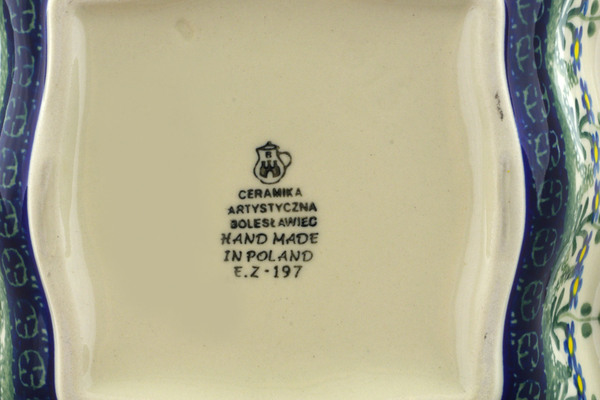 B
CERAMIKA
ARTYSTYCZNA
BOLESŁAWIEC
HAND MADE
IN POLAND
E.Z-197